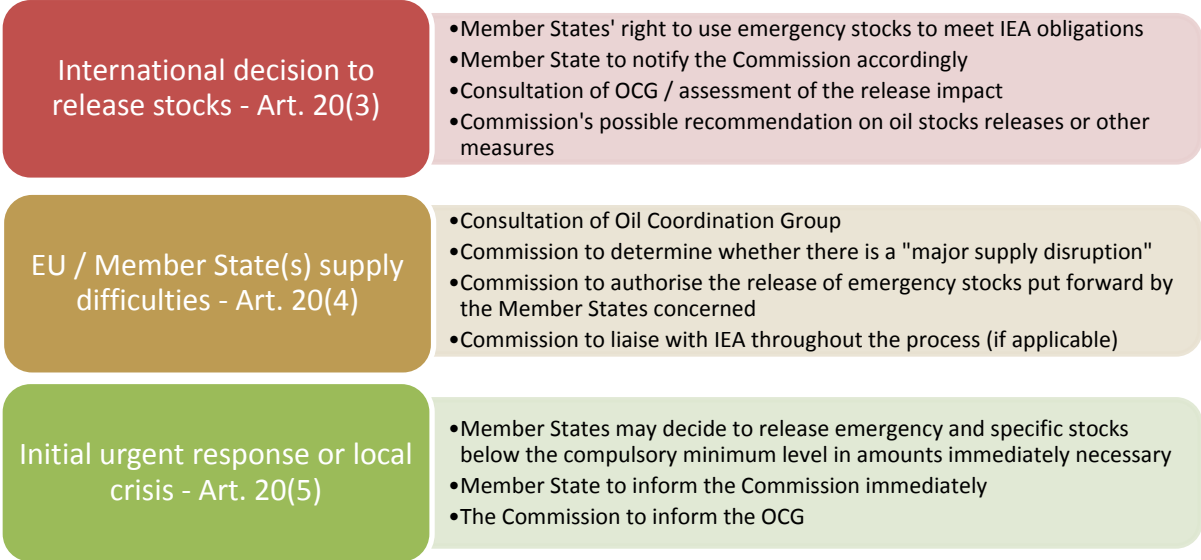 International decision to
release stocks - Art. 20(3)
•Member States' right to use emergency stocks to meet IEA obligations
•Member State to notify the Commission accordingly
•Consultation of OCG / assessment of the release impact
•Commission's possible recommendation on oil stocks releases or other
measures
EU / Member State(s) supply
difficulties - Art. 20(4)
•Consultation of Oil Coordination Group
•Commission to determine whether there is a "major supply disruption"
•Commission to authorise the release of emergency stocks put forward by
the Member States concerned
•Commission to liaise with IEA throughout the process (if applicable)
Initial urgent response or local
crisis - Art. 20(5)
•Member States may decide to release emergency and specific stocks
below the compulsory minimum level in amounts immediately necessary
•Member State to inform the Commission immediately
•The Commission to inform the OCG